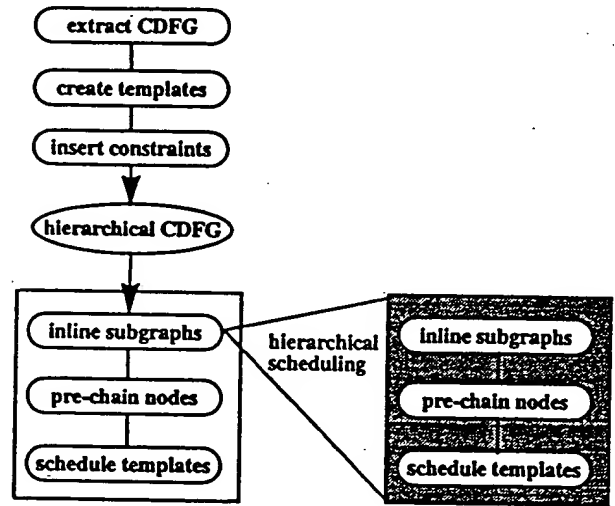 extract CDFG
create templates
insert constraints
hierarchical CDFG
inline subgraphs
pre-chain nodes
schedule templates
hierarchical
scheduling
inline subgraphs
pre-chain nodes
schedule templates